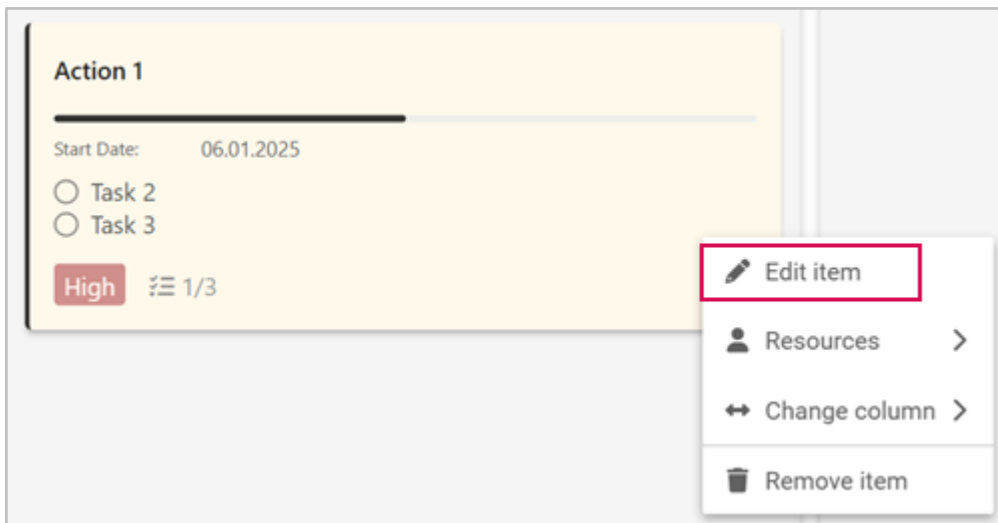 Action 1
Start Date: 06.01.2025
Task 2
Task 3
High 1/3
Edit item
Resources
Change column
Remove item